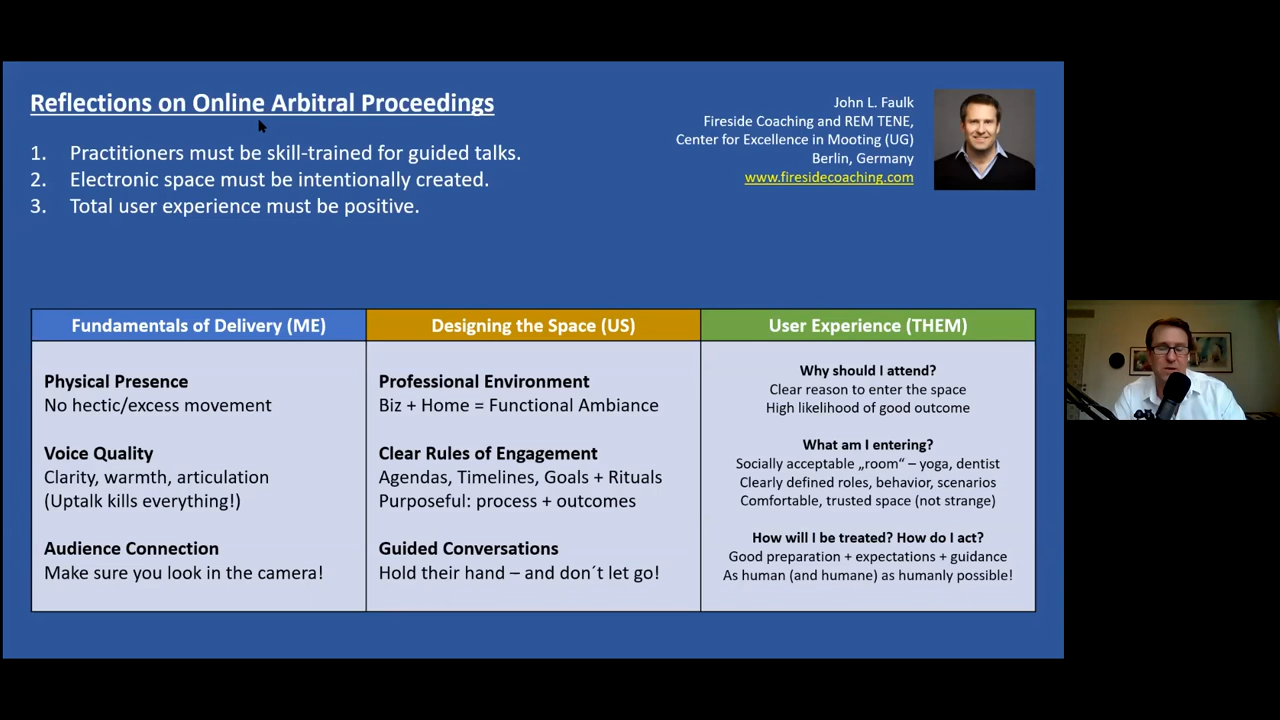 Reflections on Online Arbitral Proceedings
1. Practitioners must be skill-trained for guided talks.
2. Electronic space must be intentionally created.
3. Total user experience must be positive.
John L. Faulk
Fireside Coaching and REM TENE,
Center for Excellence in Mooting (UG)
Berlin, Germany
www.firesidecoaching.com
Fundamentals of Delivery (ME)
Physical Presence
No hectic/excess movement
Voice Quality
Clarity, warmth, articulation
(Uptalk kills everything!)
Audience Connection
Make sure you look in the camera!
Designing the Space (US)
Professional Environment
Biz + Home = Functional Ambiance
Clear Rules of Engagement
Agendas, Timelines, Goals + Rituals
Purposeful: process + outcomes
Guided Conversations
Hold their hand – and don´t let go!
User Experience (THEM)
Why should I attend?
Clear reason to enter the space
High likelihood of good outcome
What am I entering?
Socially acceptable „room“ – yoga, dentist
Clearly defined roles, behavior, scenarios
Comfortable, trusted space (not strange)
How will I be treated? How do I act?
Good preparation + expectations + guidance
As human (and humane) as humanly possible!